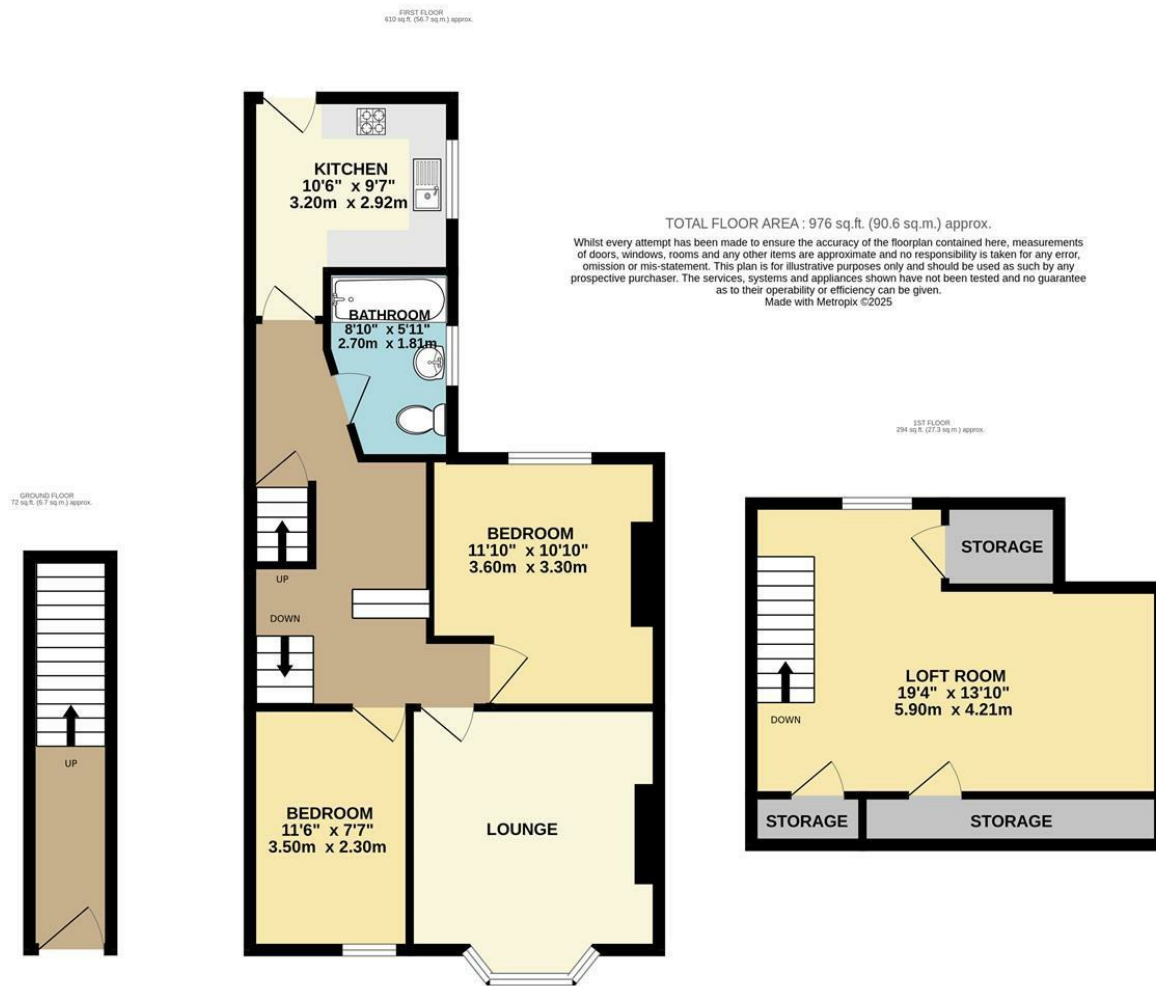 FIRST FLOOR
610 sq.ft. (56.7 sq.m.) approx.
KITCHEN
10'6" x 9'7"
3.20m x 2.92m
BATHROOM
8'10" x 5'11"
2.70m x 1.81m
UP
DOWN
BEDROOM
11'10" x 10'10"
3.60m x 3.30m
BEDROOM
11'6" x 7'7"
3.50m x 2.30m
LOUNGE
GROUND FLOOR
72 sq.ft. (6.7 sq.m.) approx.
UP
TOTAL FLOOR AREA : 976 sq.ft. (90.6 sq.m.) approx.
Whilst every attempt has been made to ensure the accuracy of the floorplan contained here, measurements
of doors, windows, rooms and any other items are approximate and no responsibility is taken for any error,
omission or mis-statement. This plan is for illustrative purposes only and should be used as such by any
prospective purchaser. The services, systems and appliances shown have not been tested and no guarantee
as to their operability or efficiency can be given.
Made with Metropix ©2025
1ST FLOOR
294 sq.ft. (27.3 sq.m.) approx.
STORAGE
LOFT ROOM
19'4" x 13'10"
5.90m x 4.21m
DOWN
STORAGE
STORAGE